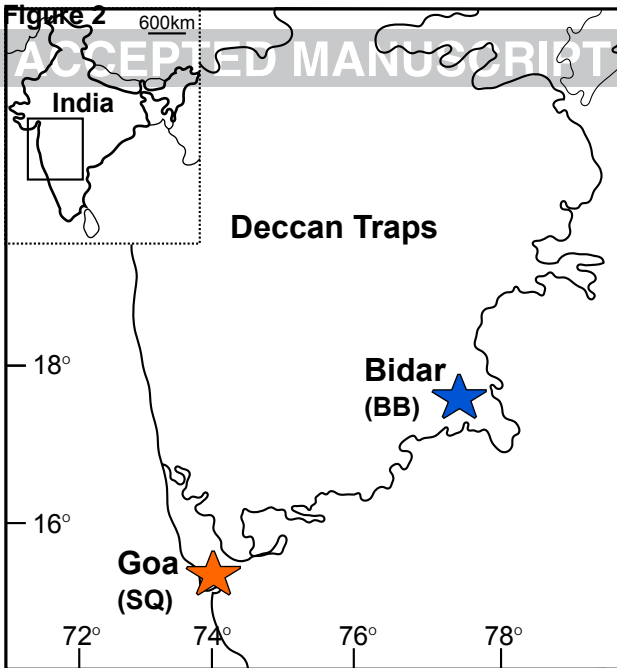 Figure 2
600km
ACCEPTED MANUSCRIPT
India
Deccan Traps
18°
Bidar
(BB)
16°
Goa
(SQ)
72° 74° 76° 78°